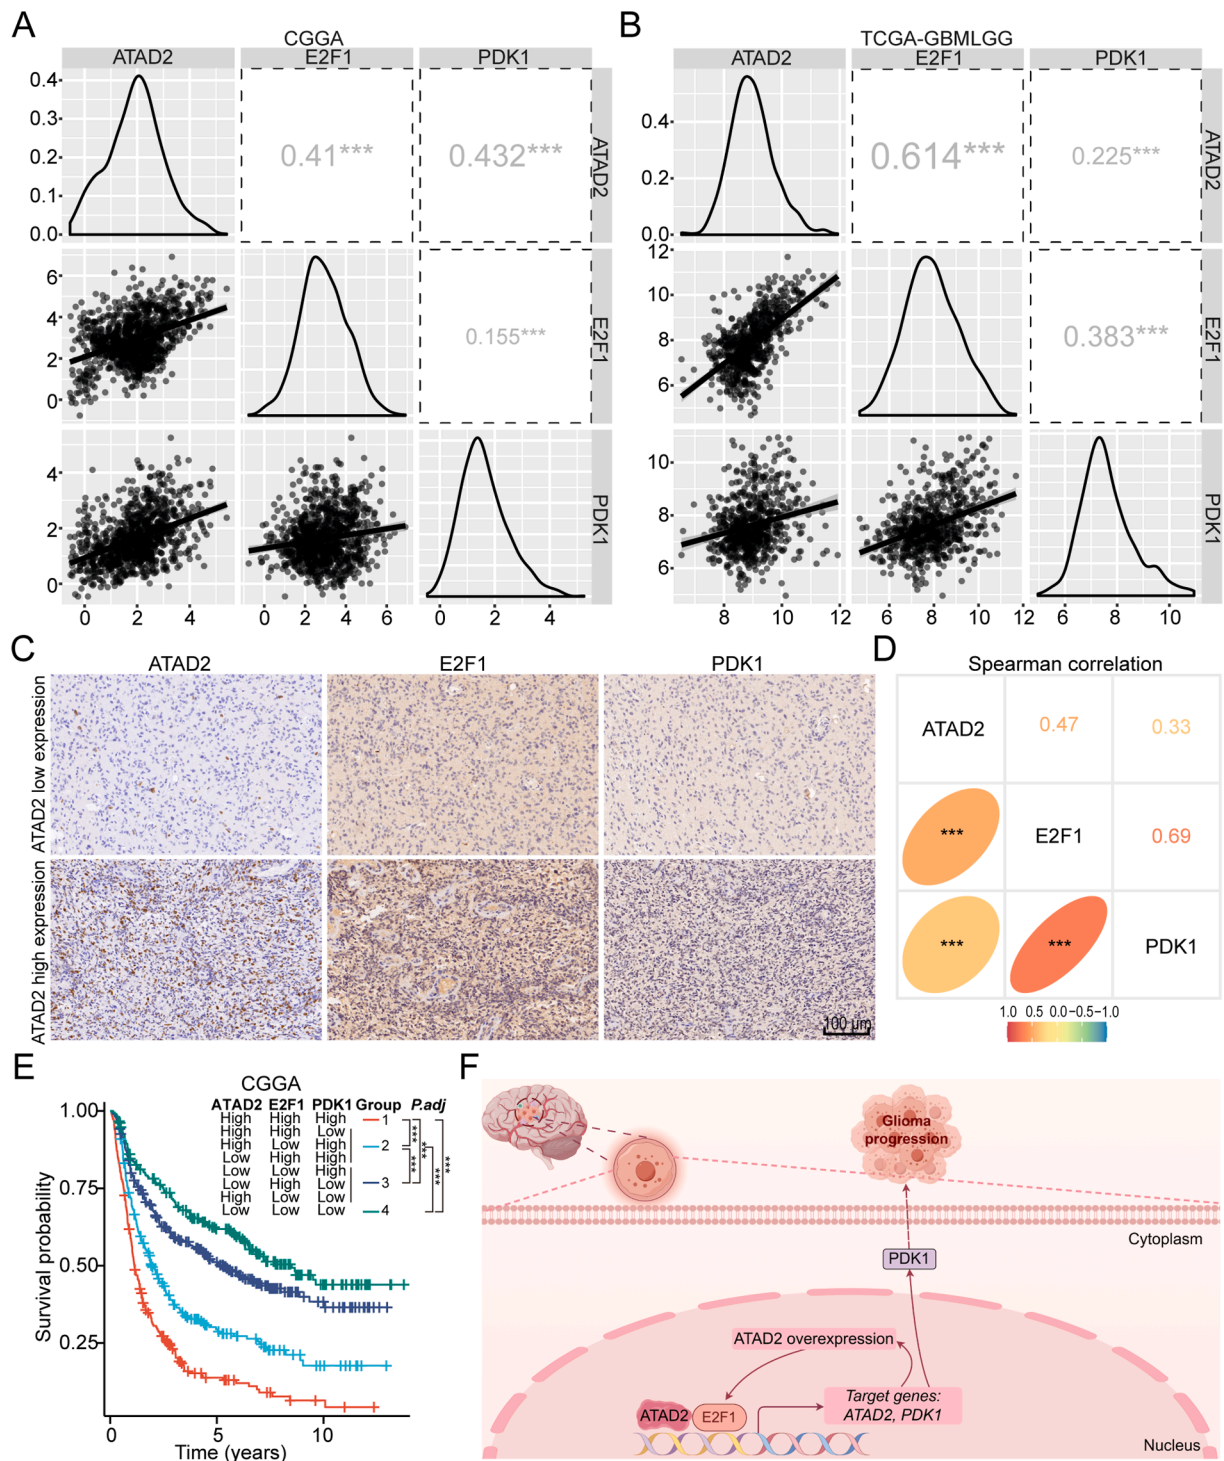 A
CGGA
ATAD2 E2F1 PDK1
0.4
0.3
0.2
0.1
0.0
0.41***
0.432***
ATAD2
6
4
2
0
0.155***
E2F1
4
2
0
PDK1
0 2 4
0 2 4 6
0 2 4
B
TCGA-GBMLGG
ATAD2 E2F1 PDK1
0.4
0.2
0.0
0.614***
0.225***
ATAD2
12
10
8
6
0.383***
E2F1
10
8
6
PDK1
8 10 12
6 8 10 12
6 8 10
C
ATAD2 E2F1 PDK1
ATAD2 low expression
ATAD2 high expression
100 μm
D
Spearman correlation
ATAD2 0.47 0.33
*** E2F1 0.69
*** *** PDK1
1.0 0.5 0.0 −0.5 −1.0
E
CGGA
ATAD2 E2F1 PDK1 Group P.adj
High High High 1
High High Low
High Low High 2
Low High High
Low Low High
Low High Low 3
High Low Low
Low Low Low 4
***
***
***
***
***
Survival probability
1.00
0.75
0.50
0.25
0 5 10
Time (years)
F
Glioma
progression
Cytoplasm
PDK1
ATAD2 overexpression
Target genes:
ATAD2, PDK1
ATAD2 E2F1
Nucleus